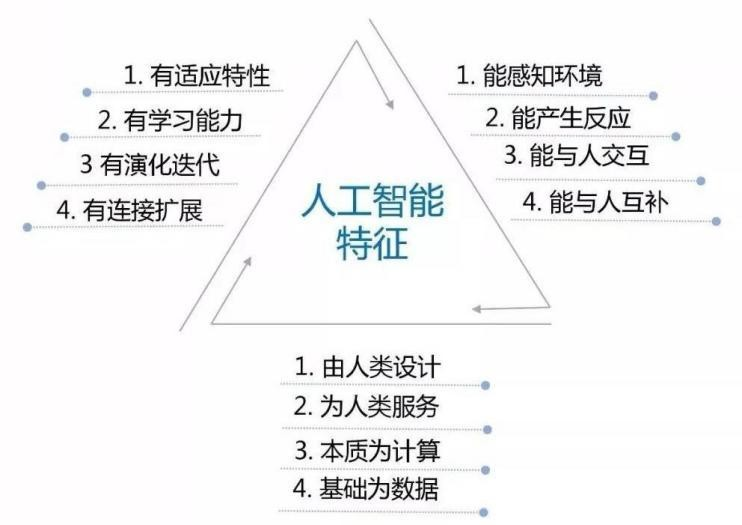 1. 有适应特性
2. 有学习能力
3 有演化迭代
4. 有连接扩展
1. 能感知环境
2. 能产生反应
3. 能与人交互
4. 能与人互补
人工智能
特征
1. 由人类设计
2. 为人类服务
3. 本质为计算
4. 基础为数据